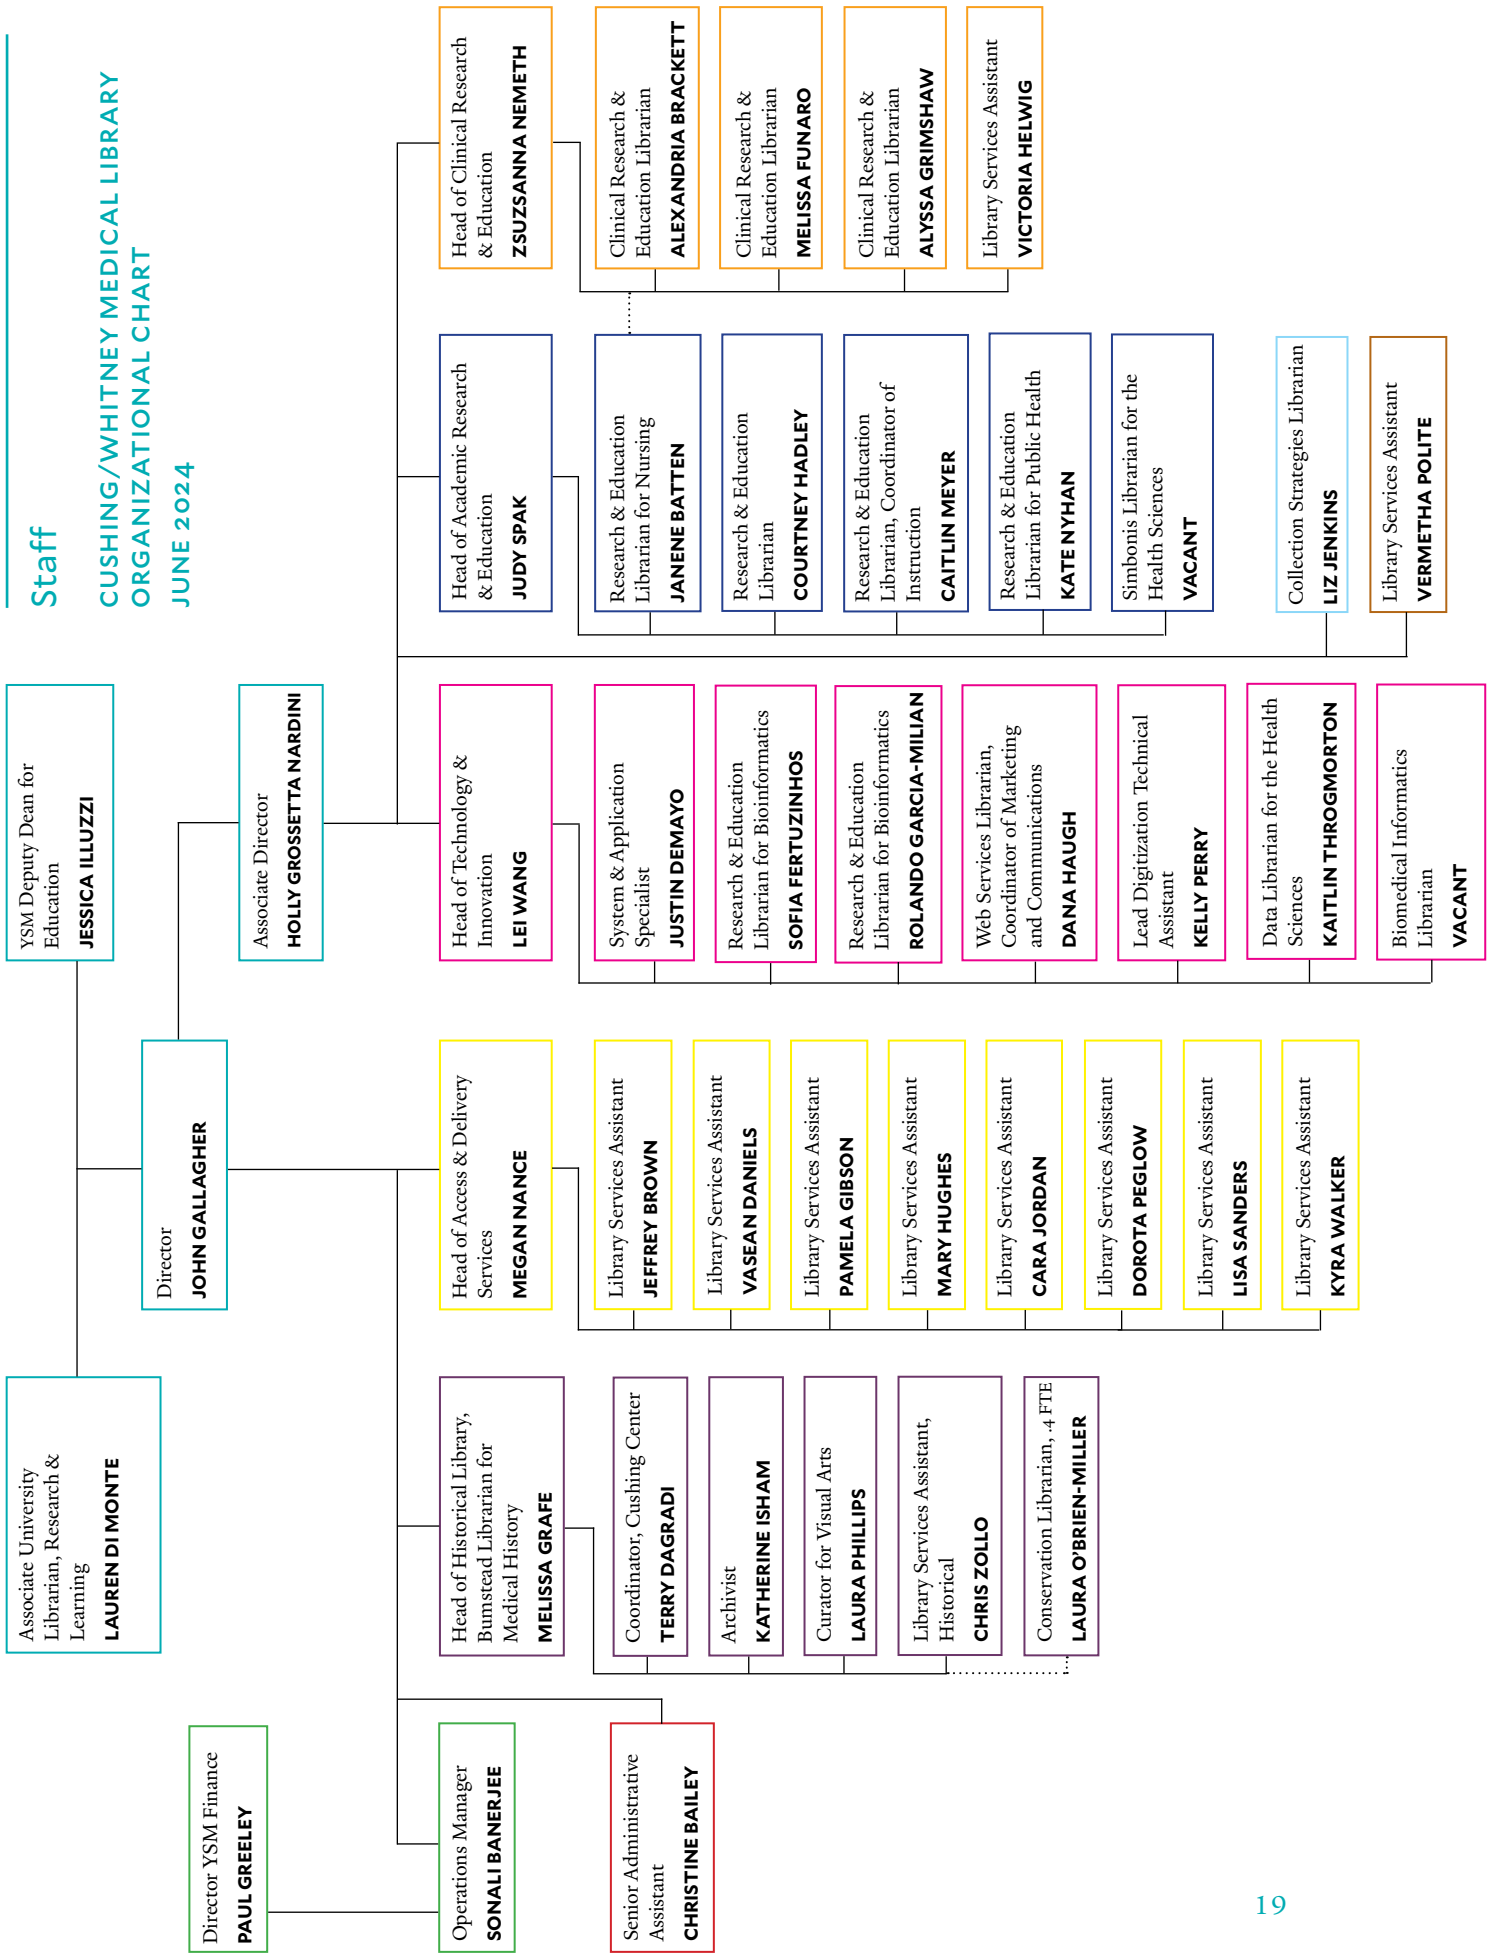 Staff
CUSHING/WHITNEY MEDICAL LIBRARY
ORGANIZATIONAL CHART
JUNE 2024
Associate University
Librarian, Research &
Learning
LAUREN DI MONTE
YSM Deputy Dean for
Education
JESSICA ILLUZZI
Director YSM Finance
PAUL GREELEY
Director
JOHN GALLAGHER
Associate Director
HOLLY GROSSETTA NARDINI
Operations Manager
SONALI BANERJEE
Senior Administrative
Assistant
CHRISTINE BAILEY
Head of Historical Library,
Bumstead Librarian for
Medical History
MELISSA GRAFE
Coordinator, Cushing Center
TERRY DAGRADI
Archivist
KATHERINE ISHAM
Curator for Visual Arts
LAURA PHILLIPS
Library Services Assistant,
Historical
CHRIS ZOLLO
Conservation Librarian, .4 FTE
LAURA O'BRIEN-MILLER
Head of Access & Delivery
Services
MEGAN NANCE
Library Services Assistant
JEFFREY BROWN
Library Services Assistant
VASEAN DANIELS
Library Services Assistant
PAMELA GIBSON
Library Services Assistant
MARY HUGHES
Library Services Assistant
CARA JORDAN
Library Services Assistant
DOROTA PEGLOW
Library Services Assistant
LISA SANDERS
Library Services Assistant
KYRA WALKER
Head of Technology &
Innovation
LEI WANG
System & Application
Specialist
JUSTIN DEMAYO
Research & Education
Librarian for Bioinformatics
SOFIA FERTUZINHOS
Research & Education
Librarian for Bioinformatics
ROLANDO GARCIA-MILIAN
Web Services Librarian,
Coordinator of Marketing
and Communications
DANA HAUGH
Lead Digitization Technical
Assistant
KELLY PERRY
Data Librarian for the Health
Sciences
KAITLIN THROGMORTON
Biomedical Informatics
Librarian
VACANT
Head of Academic Research
& Education
JUDY SPAK
Research & Education
Librarian for Nursing
JANENE BATTEN
Research & Education
Librarian
COURTNEY HADLEY
Research & Education
Librarian, Coordinator of
Instruction
CAITLIN MEYER
Research & Education
Librarian for Public Health
KATE NYHAN
Simbonis Librarian for the
Health Sciences
VACANT
Collection Strategies Librarian
LIZ JENKINS
Library Services Assistant
VERMETHA POLITE
Head of Clinical Research
& Education
ZSUZSANNA NEMETH
Clinical Research &
Education Librarian
ALEXANDRIA BRACKETT
Clinical Research &
Education Librarian
MELISSA FUNARO
Clinical Research &
Education Librarian
ALYSSA GRIMSHAW
Library Services Assistant
VICTORIA HELWIG
19